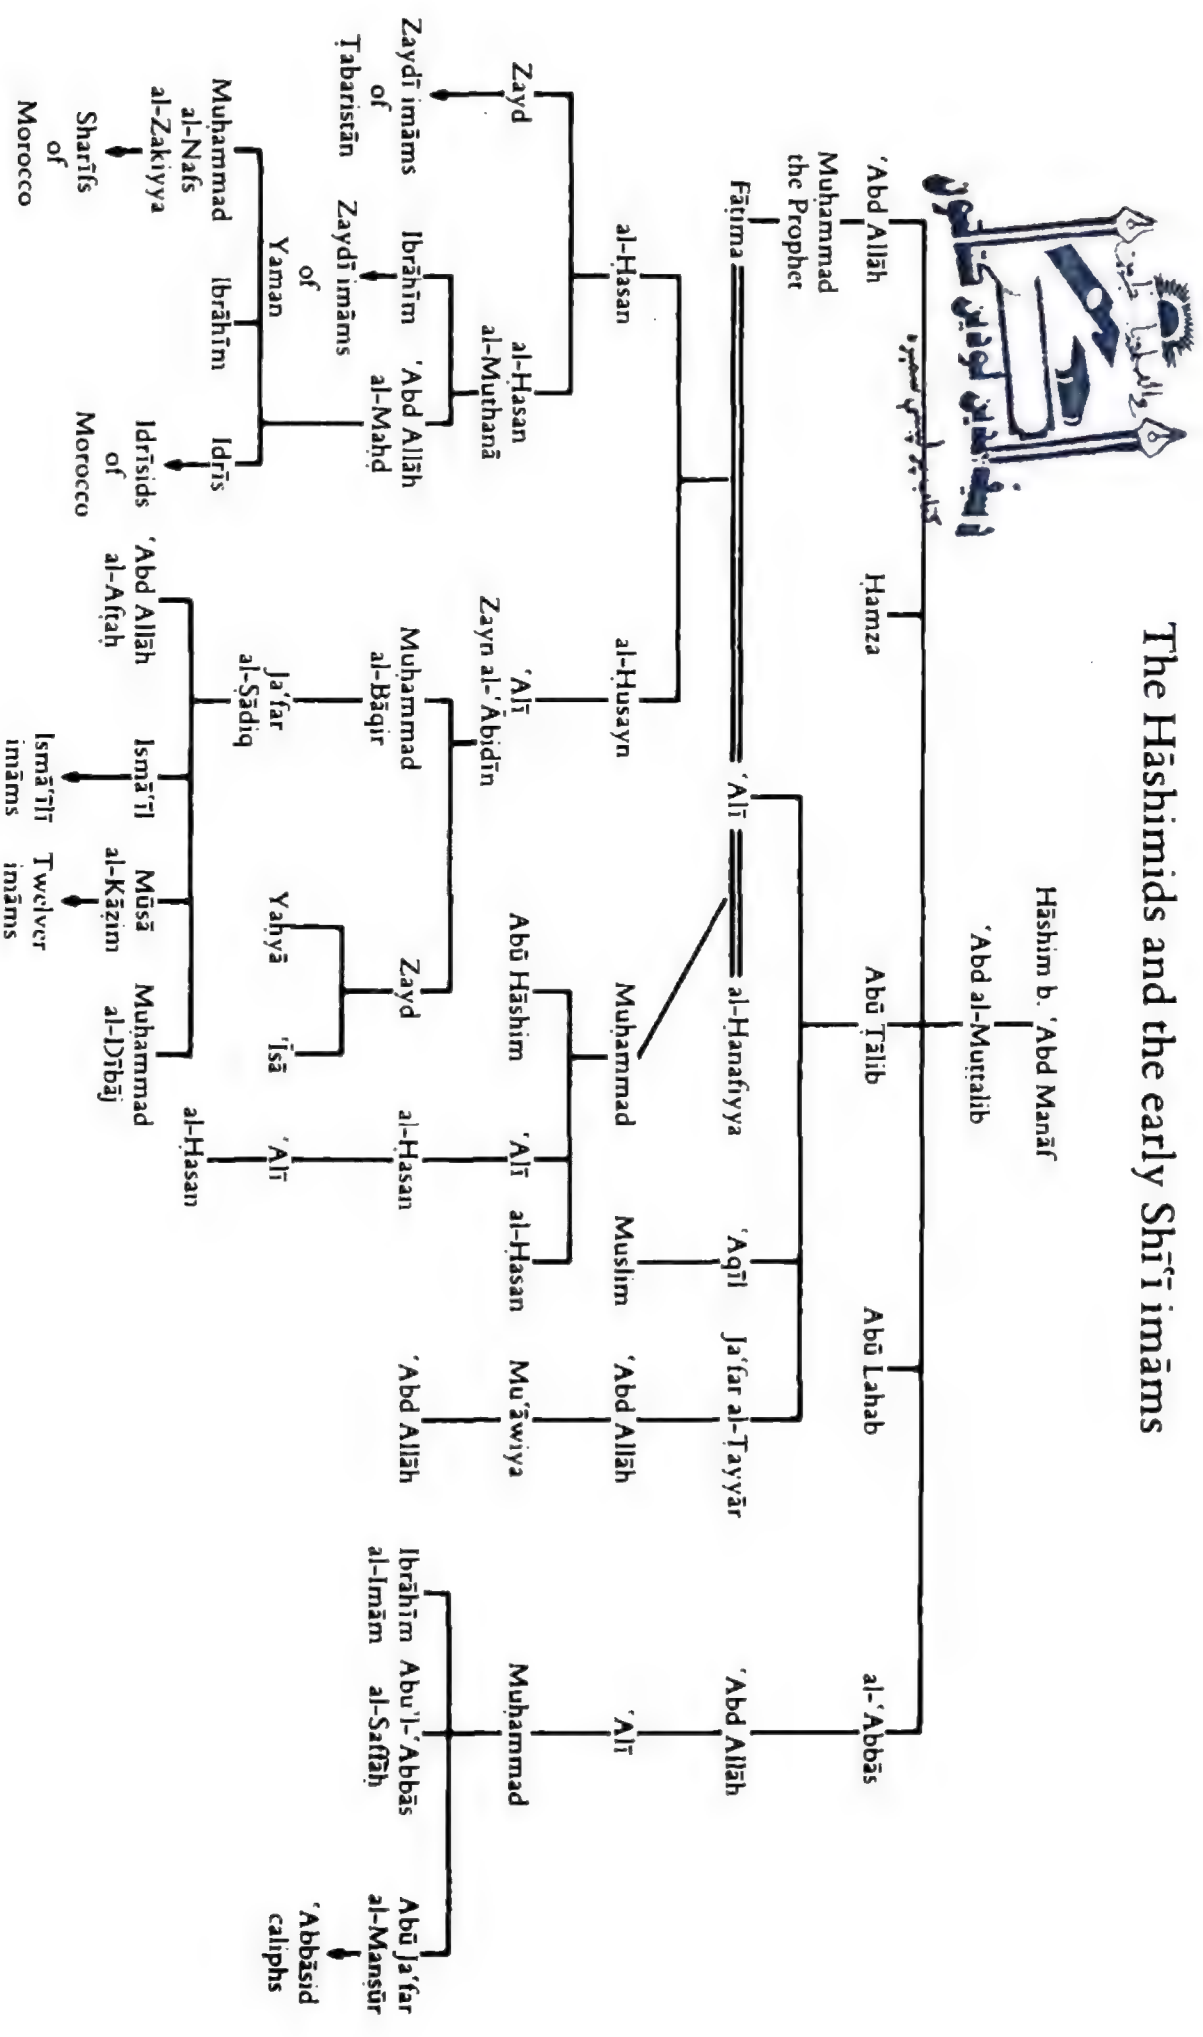 The Hāshimids and the early Shīʿī imāms
Hāshim b. ʿAbd Manāf
ʿAbd al-Muṭṭalib
ʿAbd Allāh
Ḥamza
Abū Ṭālib
Abū Lahab
al-ʿAbbās
Muḥammad
the Prophet
Fāṭima
ʿAlī
al-Ḥanafiyya
ʿAqīl
Jaʿfar al-Ṭayyār
ʿAbd Allāh
al-Ḥasan
al-Ḥusayn
Muḥammad
Muslim
ʿAbd Allāh
ʿAlī
Zayd
al-Ḥasan
al-Muthanā
ʿAlī
Zayn al-ʿĀbidīn
Abū Hāshim
ʿAlī
al-Ḥasan
Muʿāwiya
Muḥammad
Zaydī imāms
of
Ṭabaristān
Ibrāhīm
ʿAbd Allāh
al-Maḥḍ
Muḥammad
al-Bāqir
Zayd
al-Ḥasan
ʿAbd Allāh
Ibrāhīm
al-Imām
Abu'l-ʿAbbās
al-Saffāḥ
Abū Jaʿfar
al-Manṣūr
Zaydī imāms
of
Yaman
Jaʿfar
al-Ṣādiq
Yaḥyā
ʿĪsā
ʿAlī
ʿAbbāsid
caliphs
Muḥammad
al-Nafs
al-Zakiyya
Ibrāhīm
Idrīs
al-Ḥasan
Sharīfs
of
Morocco
Idrīsids
of
Morocco
ʿAbd Allāh
al-Afṭaḥ
Ismāʿīl
Mūsā
al-Kāẓim
Muḥammad
al-Dībāj
Ismāʿīlī
imāms
Twelver
imāms